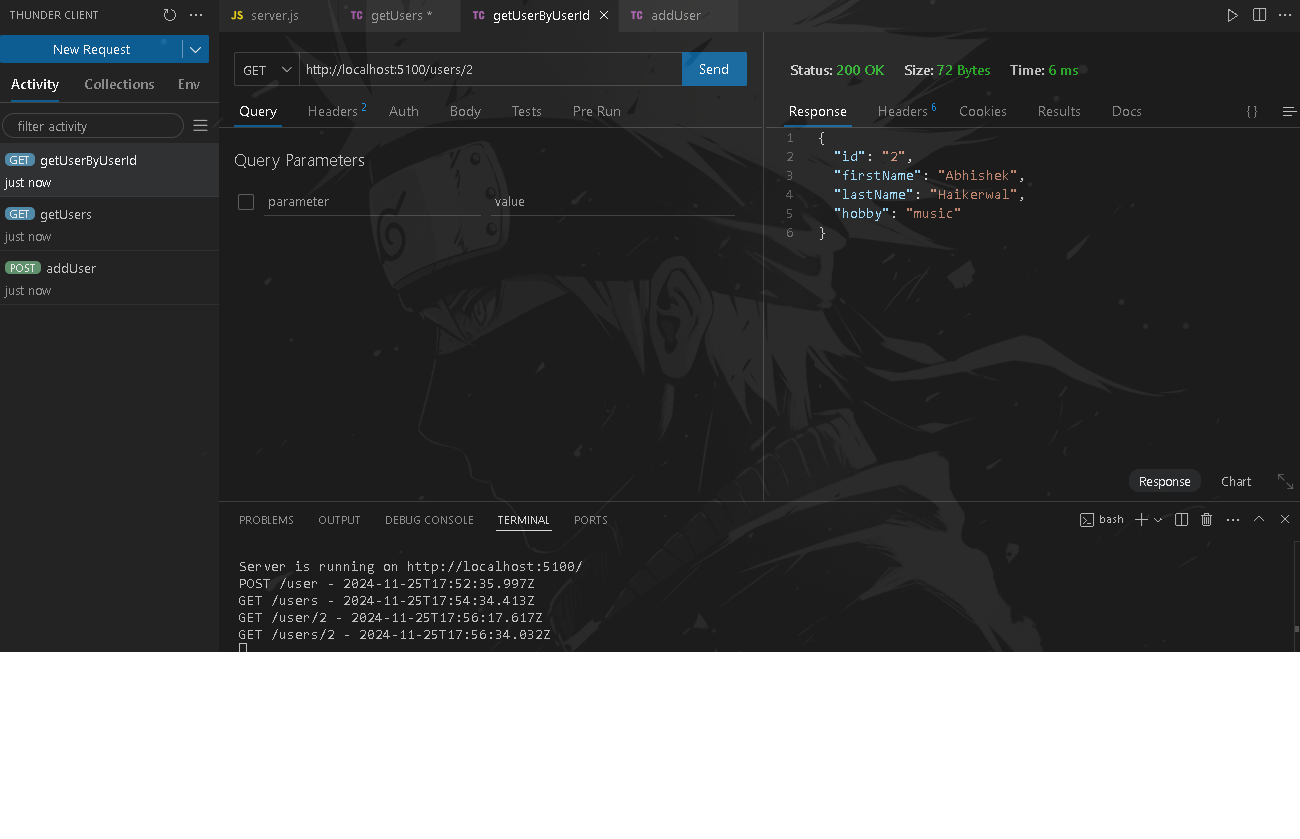 THUNDER CLIENT
New Request
Activity Collections Env
filter activity
GET getUserByUserId
just now
GET getUsers
just now
POST addUser
just now
JS server.js TC getUsers * TC getUserByUserId TC addUser
GET http://localhost:5100/users/2 Send
Query Headers 2 Auth Body Tests Pre Run
Query Parameters
parameter value
Status: 200 OK Size: 72 Bytes Time: 6 ms
Response Headers 6 Cookies Results Docs {}
1 {
2 "id": "2",
3 "firstName": "Abhishek",
4 "lastName": "Haikerwal",
5 "hobby": "music"
6 }
Response Chart
PROBLEMS OUTPUT DEBUG CONSOLE TERMINAL PORTS
bash
Server is running on http://localhost:5100/
POST /user - 2024-11-25T17:52:35.997Z
GET /users - 2024-11-25T17:54:34.413Z
GET /user/2 - 2024-11-25T17:56:17.617Z
GET /users/2 - 2024-11-25T17:56:34.032Z